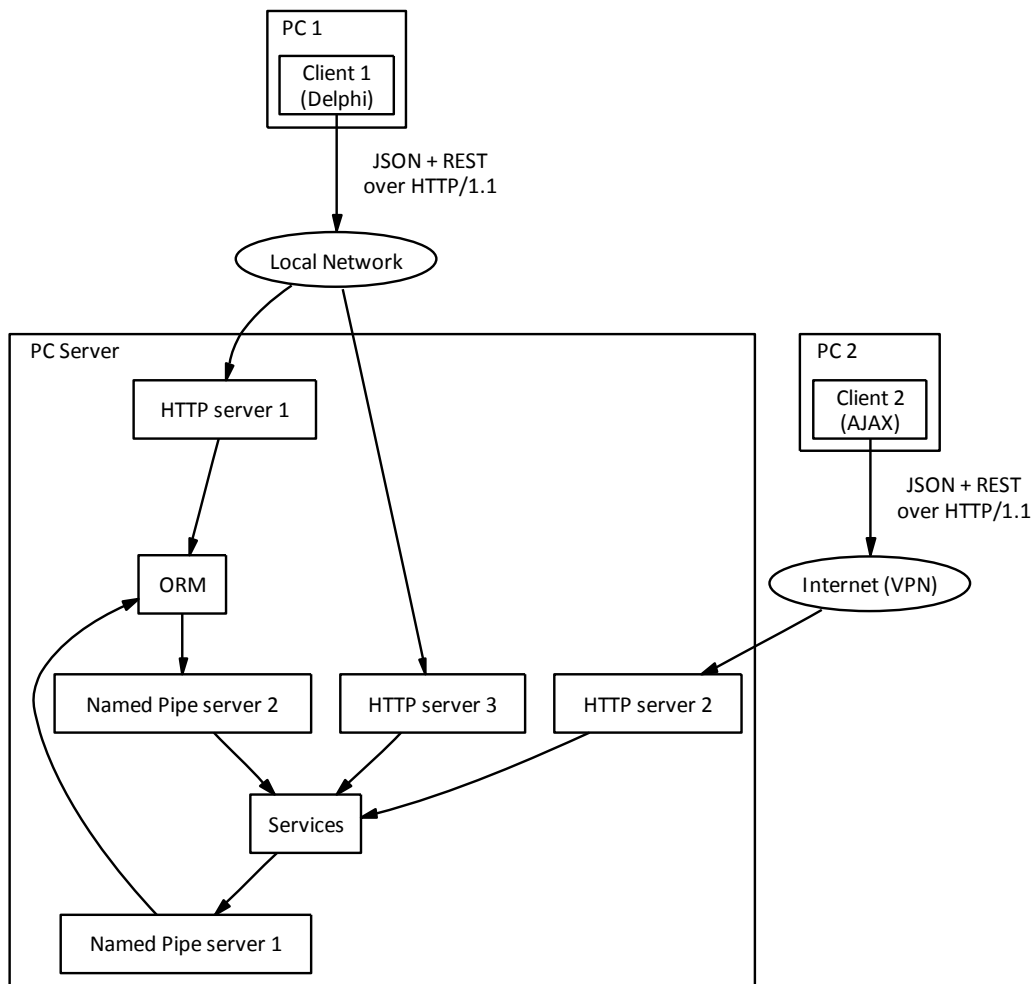 PC 1
Client 1
(Delphi)
JSON + REST
over HTTP/1.1
Local Network
PC Server
PC 2
HTTP server 1
Client 2
(AJAX)
JSON + REST
over HTTP/1.1
ORM
Internet (VPN)
Named Pipe server 2
HTTP server 3
HTTP server 2
Services
Named Pipe server 1